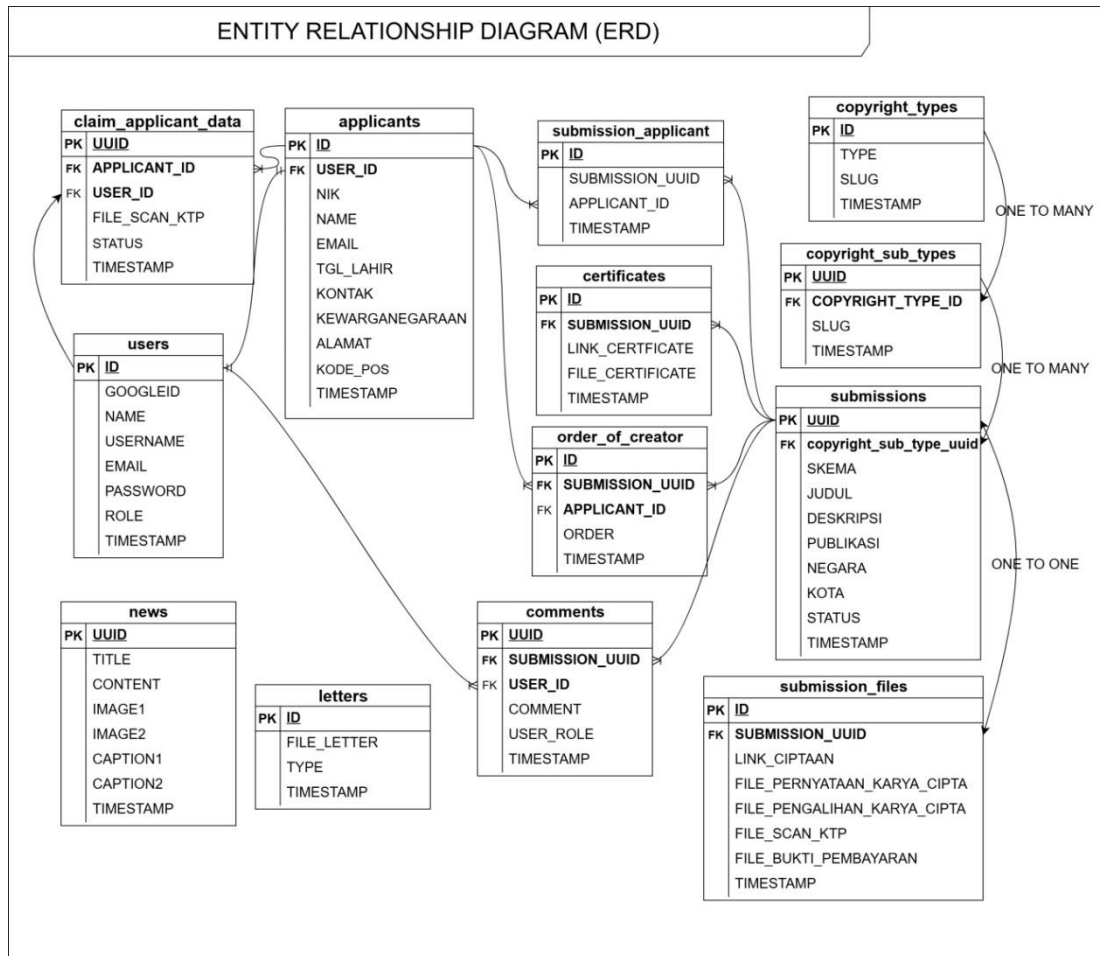 ENTITY RELATIONSHIP DIAGRAM (ERD)
claim_applicant_data
PK UUID
FK APPLICANT_ID
FK USER_ID
FILE_SCAN_KTP
STATUS
TIMESTAMP
applicants
PK ID
FK USER_ID
NIK
NAME
EMAIL
TGL_LAHIR
KONTAK
KEWARGANEGARAAN
ALAMAT
KODE_POS
TIMESTAMP
submission_applicant
PK ID
SUBMISSION_UUID
APPLICANT_ID
TIMESTAMP
copyright_types
PK ID
TYPE
SLUG
TIMESTAMP
ONE TO MANY
copyright_sub_types
PK UUID
FK COPYRIGHT_TYPE_ID
SLUG
TIMESTAMP
ONE TO MANY
certificates
PK ID
FK SUBMISSION_UUID
LINK_CERTFICATE
FILE_CERTIFICATE
TIMESTAMP
users
PK ID
GOOGLEID
NAME
USERNAME
EMAIL
PASSWORD
ROLE
TIMESTAMP
order_of_creator
PK ID
FK SUBMISSION_UUID
FK APPLICANT_ID
ORDER
TIMESTAMP
submissions
PK UUID
FK copyright_sub_type_uuid
SKEMA
JUDUL
DESKRIPSI
PUBLIKASI
NEGARA
KOTA
STATUS
TIMESTAMP
ONE TO ONE
news
PK UUID
TITLE
CONTENT
IMAGE1
IMAGE2
CAPTION1
CAPTION2
TIMESTAMP
letters
PK ID
FILE_LETTER
TYPE
TIMESTAMP
comments
PK UUID
FK SUBMISSION_UUID
FK USER_ID
COMMENT
USER_ROLE
TIMESTAMP
submission_files
PK ID
FK SUBMISSION_UUID
LINK_CIPTAAN
FILE_PERNYATAAN_KARYA_CIPTA
FILE_PENGALIHAN_KARYA_CIPTA
FILE_SCAN_KTP
FILE_BUKTI_PEMBAYARAN
TIMESTAMP